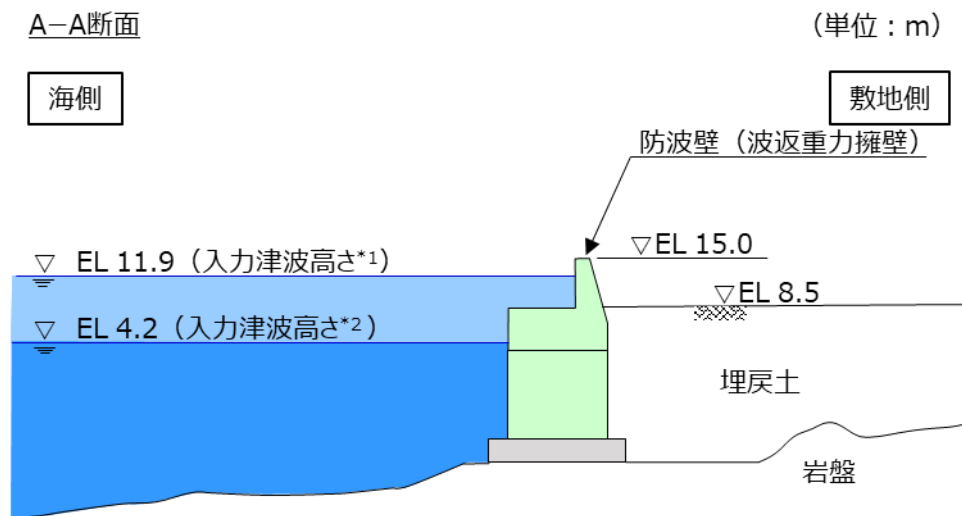 A−A断面
（単位：m）
海側
敷地側
防波壁（波返重力擁壁）
▽ EL 11.9（入力津波高さ*1）
▽EL 15.0
▽EL 8.5
▽ EL 4.2（入力津波高さ*2）
埋戻土
岩盤